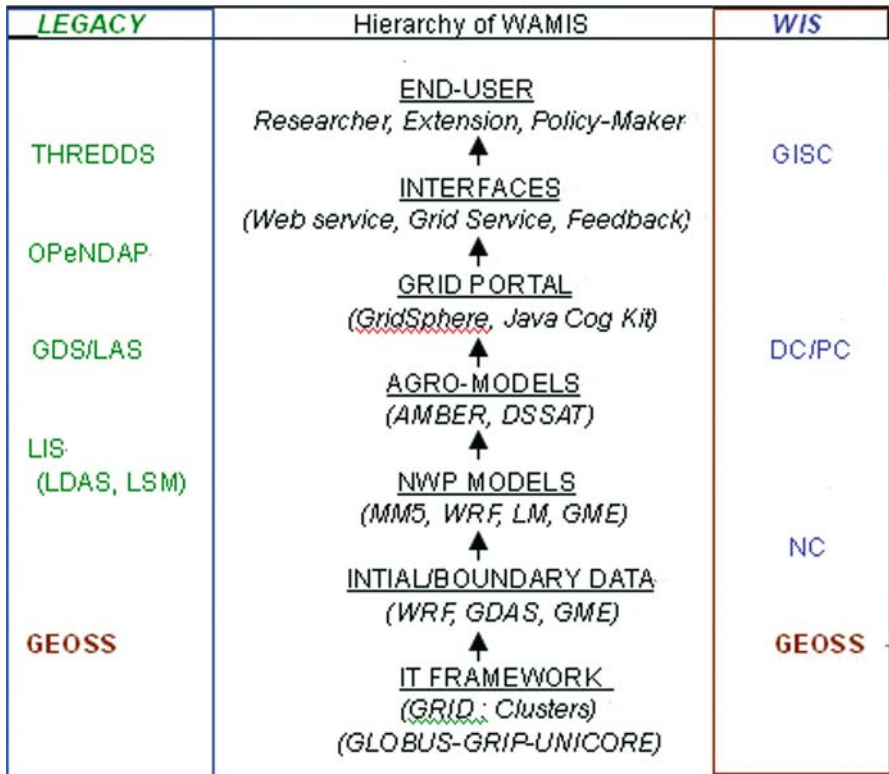 LEGACY
Hierarchy of WAMIS
WIS
THREDDS
OPeNDAP
GDS/LAS
LIS
(LDAS, LSM)
GEOSS
END-USER
Researcher, Extension, Policy-Maker
INTERFACES
(Web service, Grid Service, Feedback)
GRID PORTAL
(GridSphere, Java Cog Kit)
AGRO-MODELS
(AMBER, DSSAT)
NWP MODELS
(MM5, WRF, LM, GME)
INTIAL/BOUNDARY DATA
(WRF, GDAS, GME)
IT FRAMEWORK
(GRID : Clusters)
(GLOBUS-GRIP-UNICORE)
GISC
DC/PC
NC
GEOSS